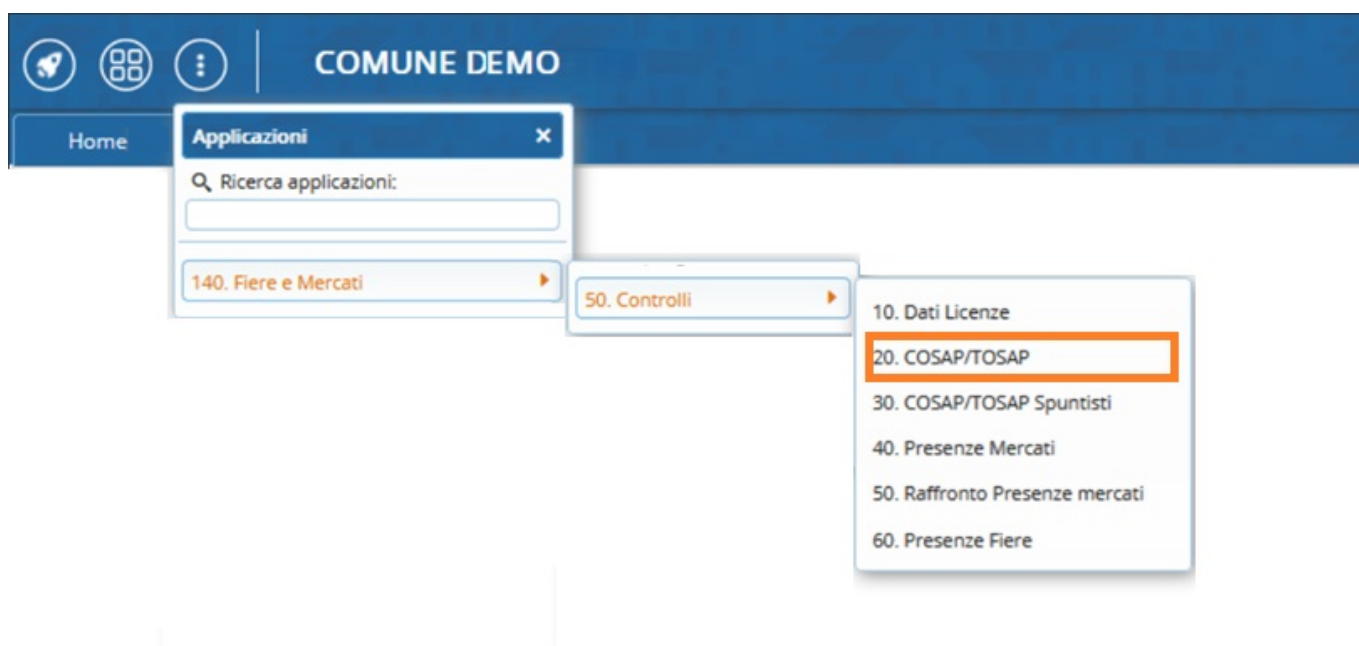 COMUNE DEMO
Home
Applicazioni
Ricerca applicazioni:
140. Fiere e Mercati
50. Controlli
10. Dati Licenze
20. COSAP/TOSAP
30. COSAP/TOSAP Spuntisti
40. Presenze Mercati
50. Raffronto Presenze mercati
60. Presenze Fiere